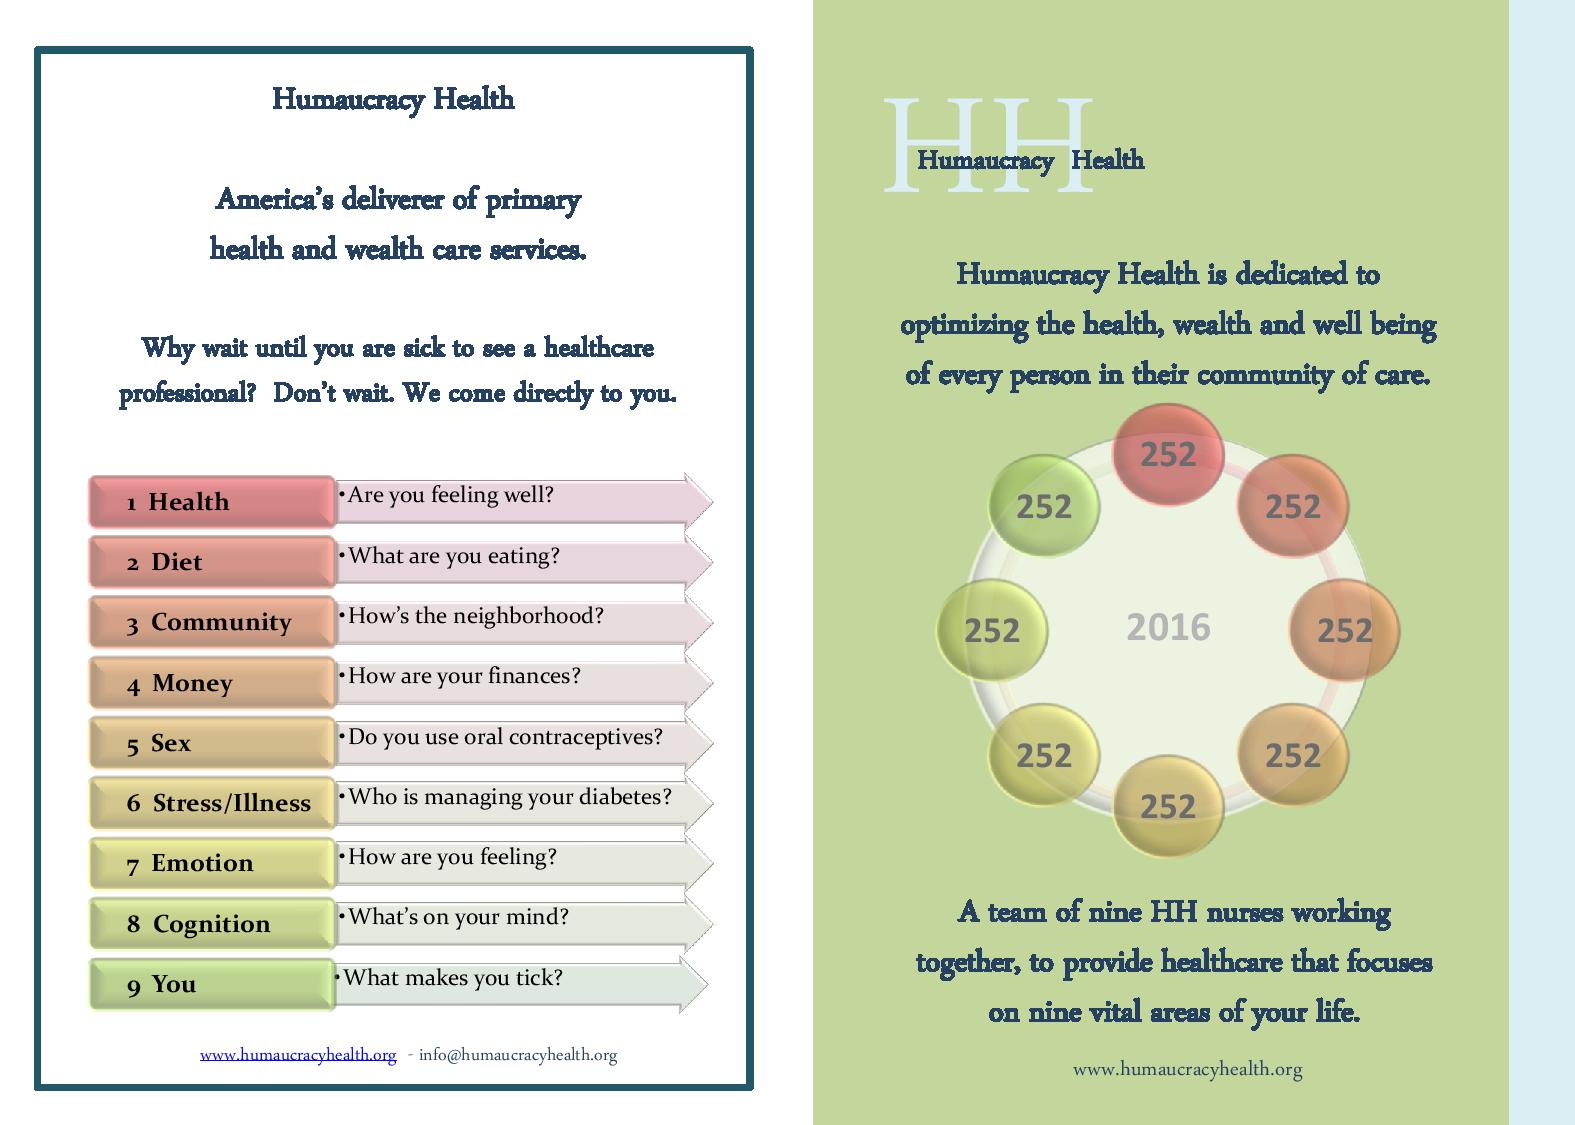 Humaucracy Health
America's deliverer of primary
health and wealth care services.
Why wait until you are sick to see a healthcare
professional?  Don't wait. We come directly to you.
1 Health
•Are you feeling well?
2 Diet
•What are you eating?
3 Community
•How's the neighborhood?
4 Money
•How are your finances?
5 Sex
•Do you use oral contraceptives?
6 Stress/Illness
•Who is managing your diabetes?
7 Emotion
•How are you feeling?
8 Cognition
•What's on your mind?
9 You
•What makes you tick?
www.humaucracyhealth.org - info@humaucracyhealth.org
HH
Humaucracy Health
Humaucracy Health is dedicated to
optimizing the health, wealth and well being
of every person in their community of care.
252
252
252
252
252
252
252
252
2016
A team of nine HH nurses working
together, to provide healthcare that focuses
on nine vital areas of your life.
www.humaucracyhealth.org